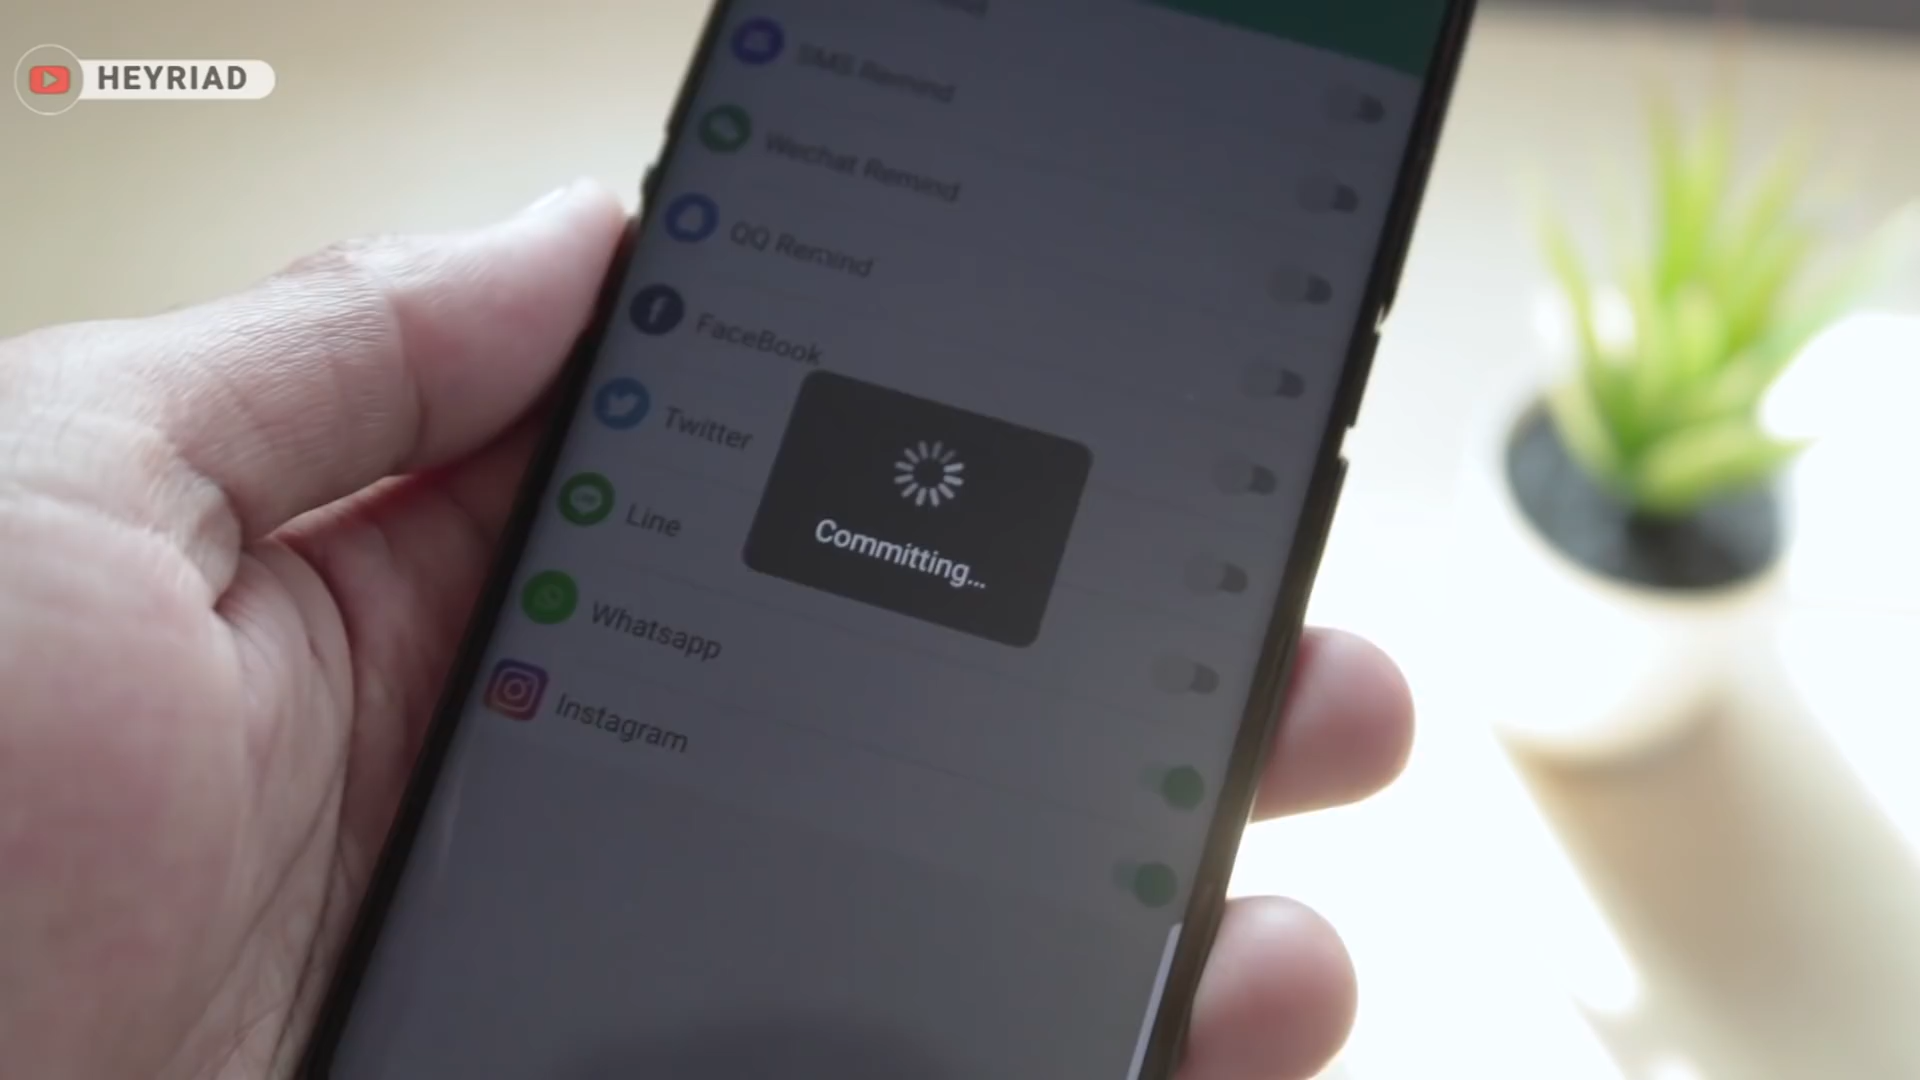 HEYRIAD
SMS Remind
Wechat Remind
QQ Remind
FaceBook
Twitter
Line
Whatsapp
Instagram
Committing...